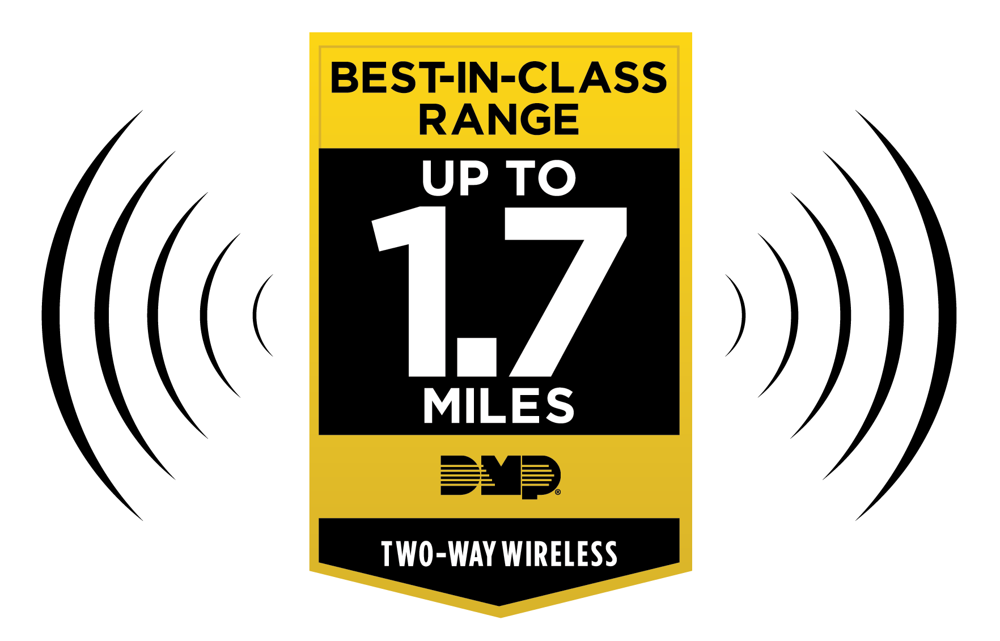 BEST-IN-CLASS
RANGE
UP TO
1.7
MILES
DMP®
TWO-WAY WIRELESS